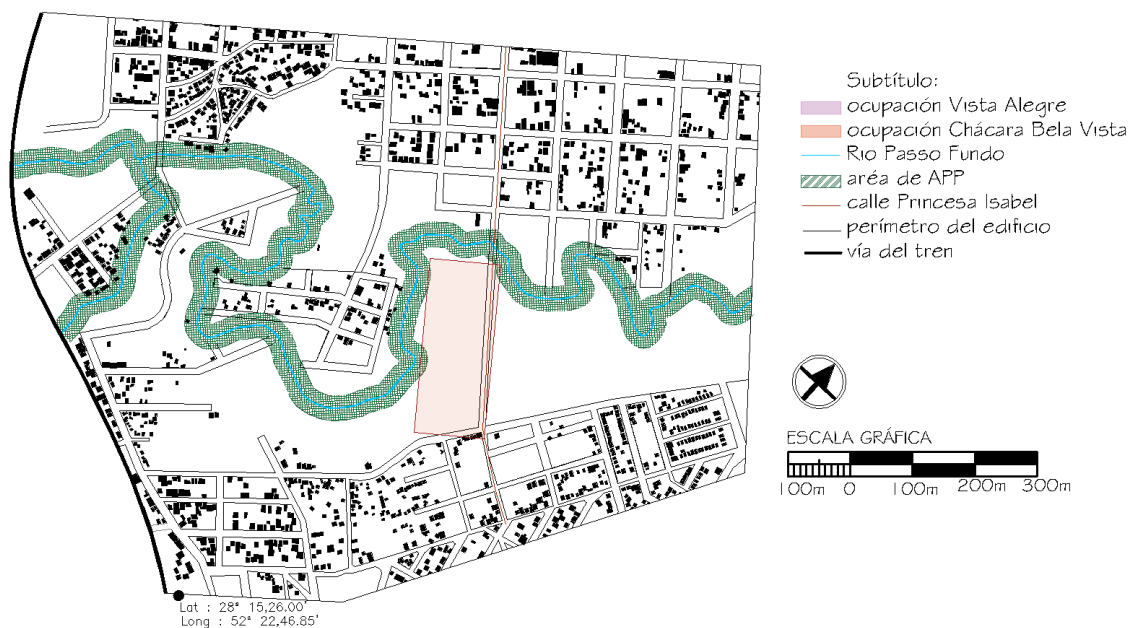 Subtítulo:
ocupación Vista Alegre
ocupación Chácara Bela Vista
Rio Passo Fundo
aréa de APP
calle Princesa Isabel
perímetro del edificio
vía del tren
ESCALA GRÁFICA
100m 0 100m 200m 300m
Lat : 28° 15,26.00'
Long : 52° 22,46.85'